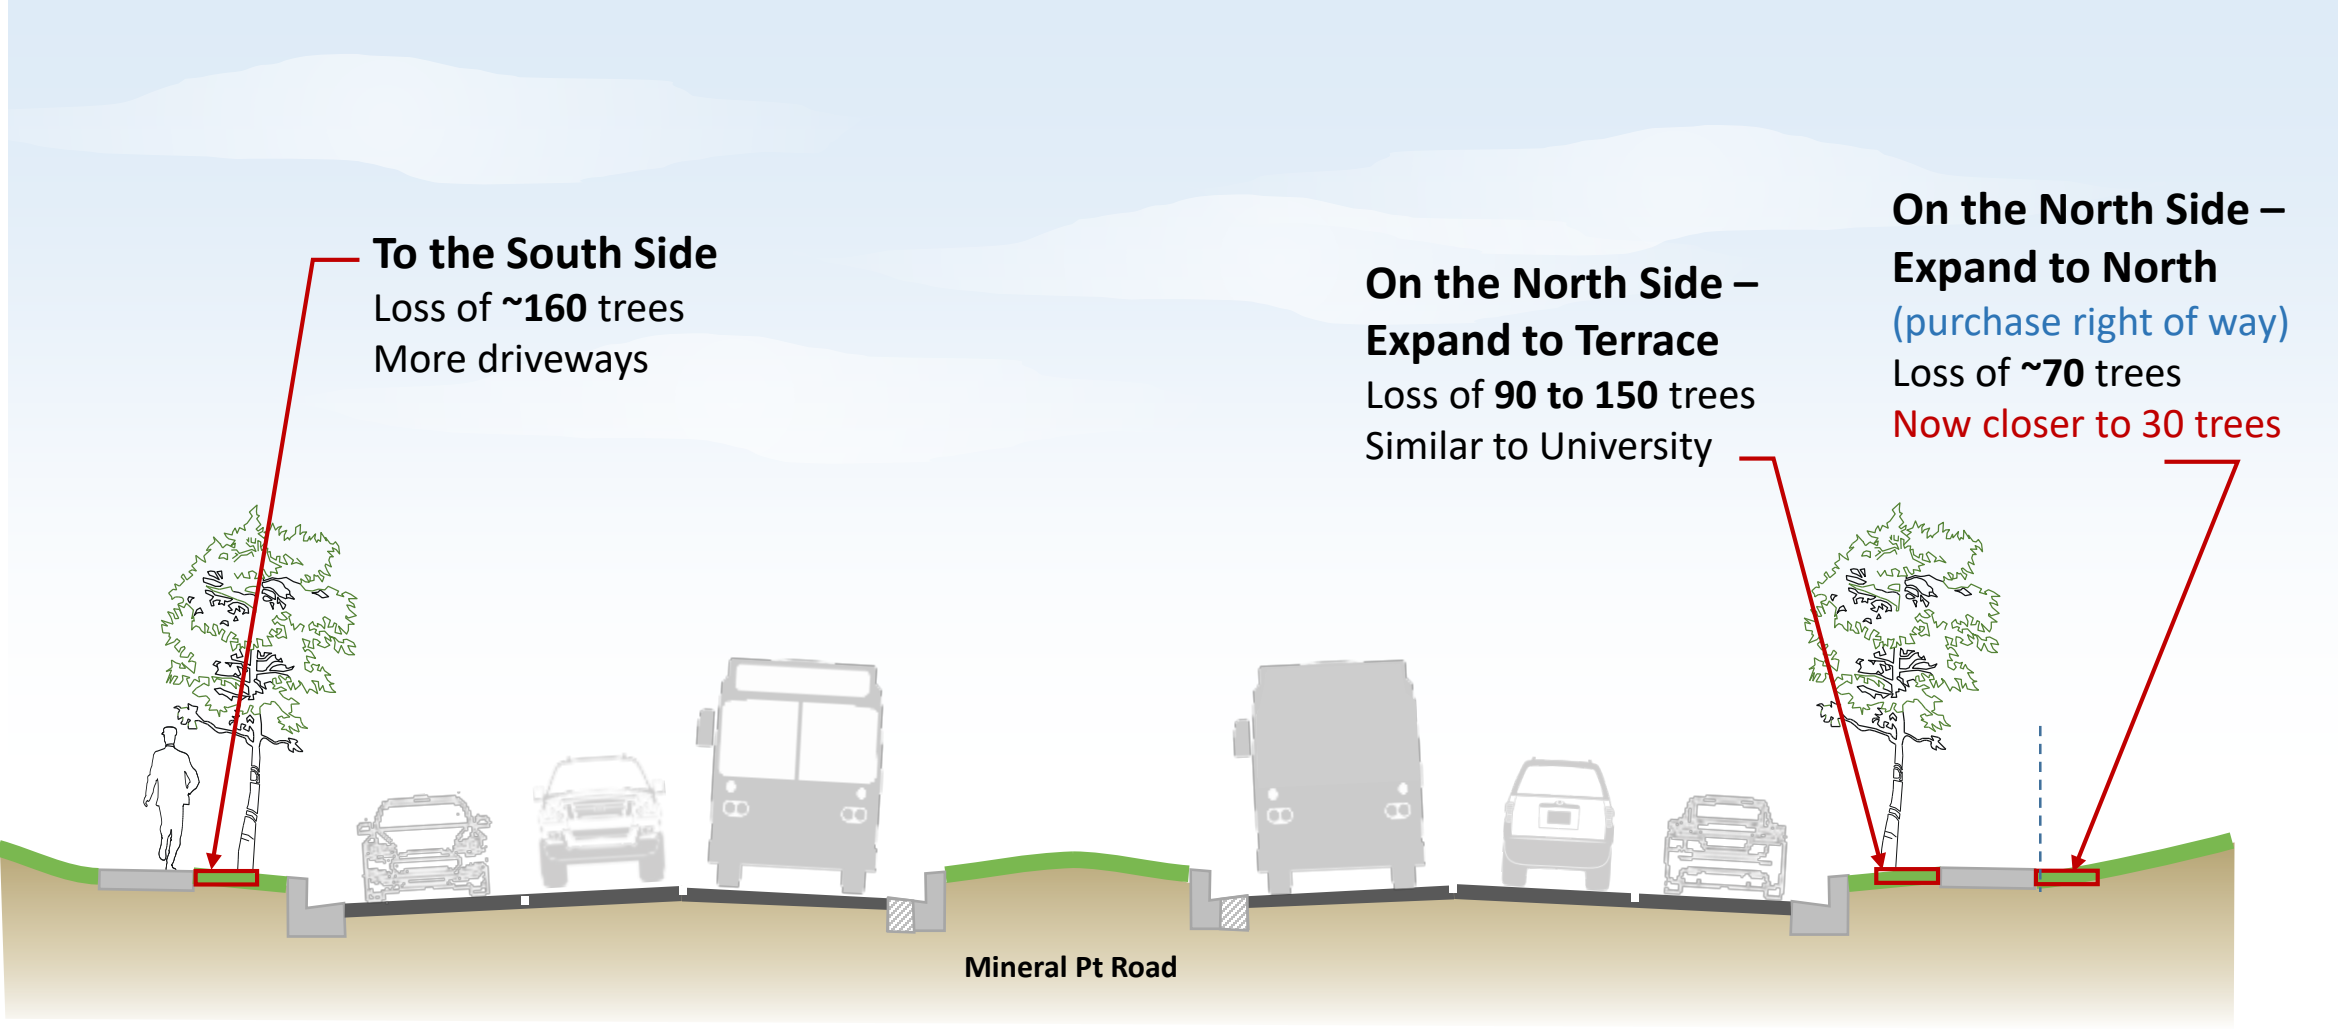 To the South Side
Loss of ~160 trees
More driveways
On the North Side –
Expand to Terrace
Loss of 90 to 150 trees
Similar to University
On the North Side –
Expand to North
(purchase right of way)
Loss of ~70 trees
Now closer to 30 trees
Mineral Pt Road